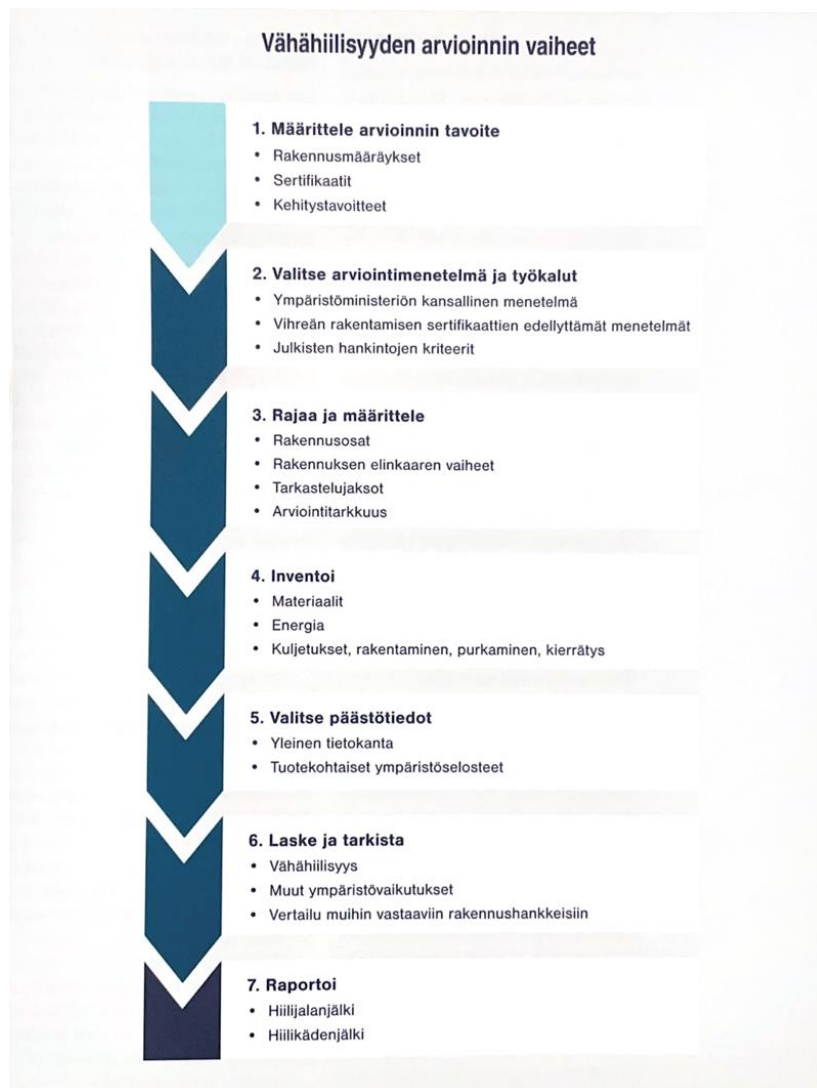 Vähähiilisyyden arvioinnin vaiheet
1. Määrittele arvioinnin tavoite
• Rakennusmääräykset
• Sertifikaatit
• Kehitystavoitteet
2. Valitse arviointimenetelmä ja työkalut
• Ympäristöministeriön kansallinen menetelmä
• Vihreän rakentamisen sertifikaattien edellyttämät menetelmät
• Julkisten hankintojen kriteerit
3. Rajaa ja määrittele
• Rakennusosat
• Rakennuksen elinkaaren vaiheet
• Tarkastelujaksot
• Arviointitarkkuus
4. Inventoi
• Materiaalit
• Energia
• Kuljetukset, rakentaminen, purkaminen, kierrätys
5. Valitse päästötiedot
• Yleinen tietokanta
• Tuotekohtaiset ympäristöselosteet
6. Laske ja tarkista
• Vähähiilisyys
• Muut ympäristövaikutukset
• Vertailu muihin vastaaviin rakennushankkeisiin
7. Raportoi
• Hiilijalanjälki
• Hiilikädenjälki